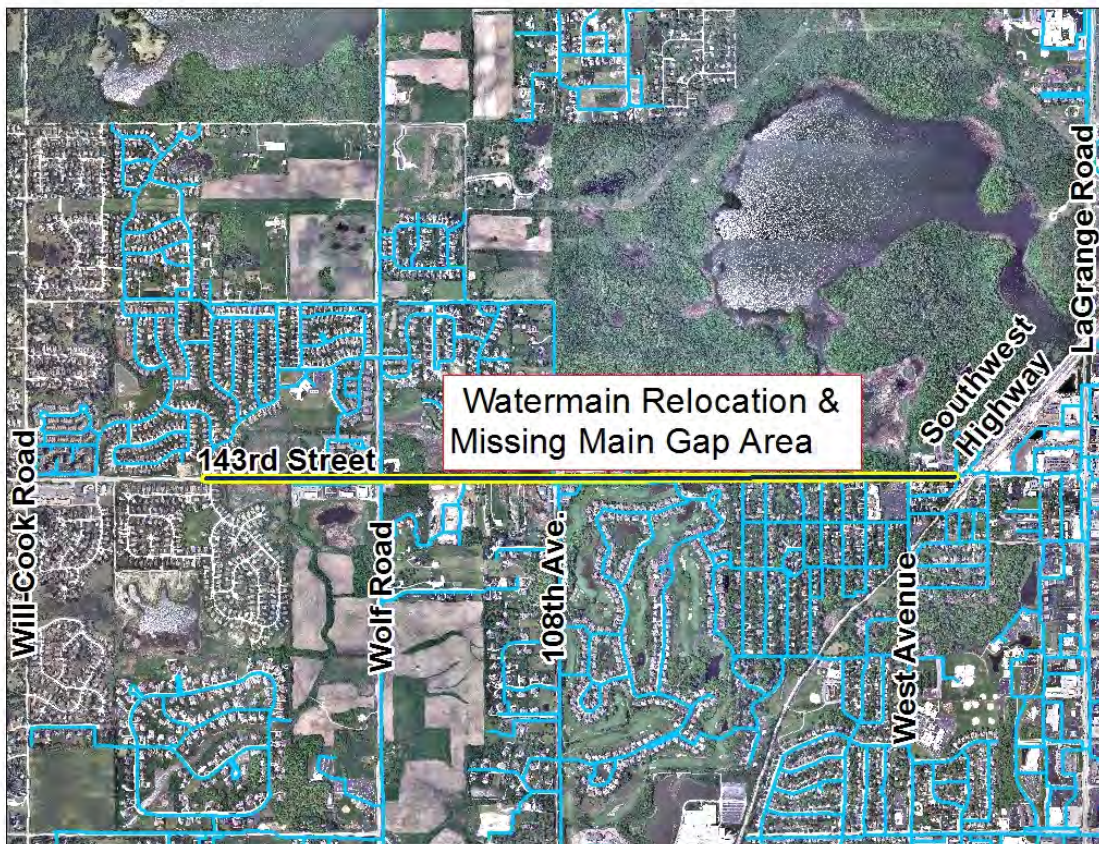 LaGrange Road
Southwest
Highway
Watermain Relocation &
Missing Main Gap Area
143rd Street
Will-Cook Road
Wolf Road
108th Ave.
West Avenue